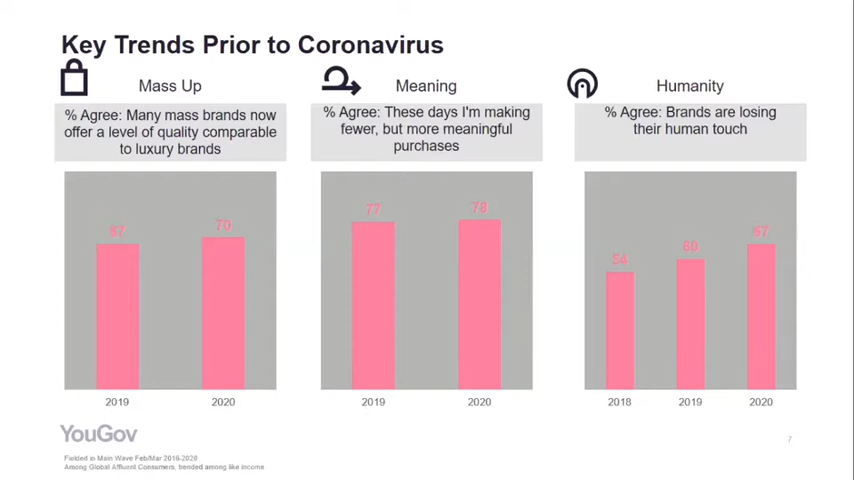 Key Trends Prior to Coronavirus
Mass Up
% Agree: Many mass brands now
offer a level of quality comparable
to luxury brands
67
70
2019
2020
Meaning
% Agree: These days I'm making
fewer, but more meaningful
purchases
77
78
2019
2020
Humanity
% Agree: Brands are losing
their human touch
54
60
67
2018
2019
2020
YouGov
7
Fielded in Main Wave Feb/Mar 2018-2020
Among Global Affluent Consumers, trended among like income